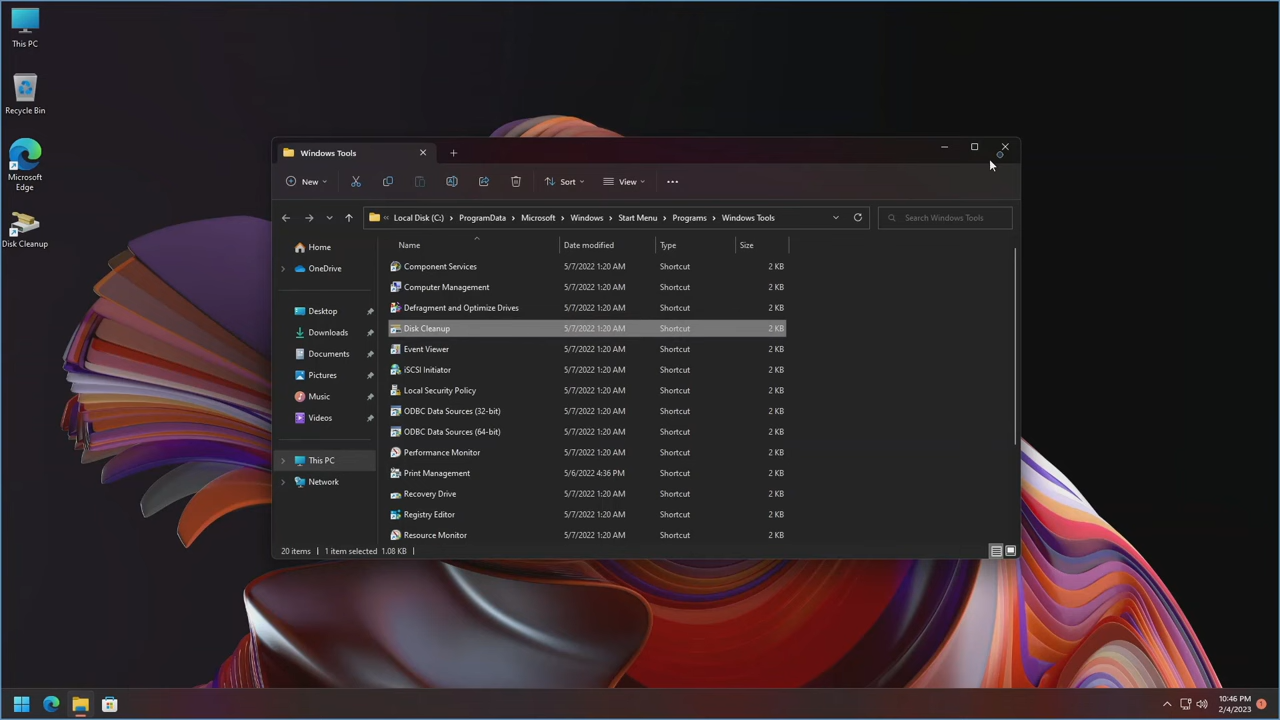 This PC
Recycle Bin
Microsoft
Edge
Disk Cleanup
Windows Tools
New
Sort
View
Local Disk (C:) ProgramData Microsoft Windows Start Menu Programs Windows Tools
Search Windows Tools
Home
OneDrive
Desktop
Downloads
Documents
Pictures
Music
Videos
This PC
Network
Name Date modified Type Size
Component Services 5/7/2022 1:20 AM Shortcut 2 KB
Computer Management 5/7/2022 1:20 AM Shortcut 2 KB
Defragment and Optimize Drives 5/7/2022 1:20 AM Shortcut 2 KB
Disk Cleanup 5/7/2022 1:20 AM Shortcut 2 KB
Event Viewer 5/7/2022 1:20 AM Shortcut 2 KB
iSCSI Initiator 5/7/2022 1:20 AM Shortcut 2 KB
Local Security Policy 5/7/2022 1:20 AM Shortcut 2 KB
ODBC Data Sources (32-bit) 5/7/2022 1:20 AM Shortcut 2 KB
ODBC Data Sources (64-bit) 5/7/2022 1:20 AM Shortcut 2 KB
Performance Monitor 5/7/2022 1:20 AM Shortcut 2 KB
Print Management 5/6/2022 4:36 PM Shortcut 2 KB
Recovery Drive 5/7/2022 1:20 AM Shortcut 2 KB
Registry Editor 5/7/2022 1:20 AM Shortcut 2 KB
Resource Monitor 5/7/2022 1:20 AM Shortcut 2 KB
20 items 1 item selected 1.08 KB
10:46 PM
2/4/2023
1